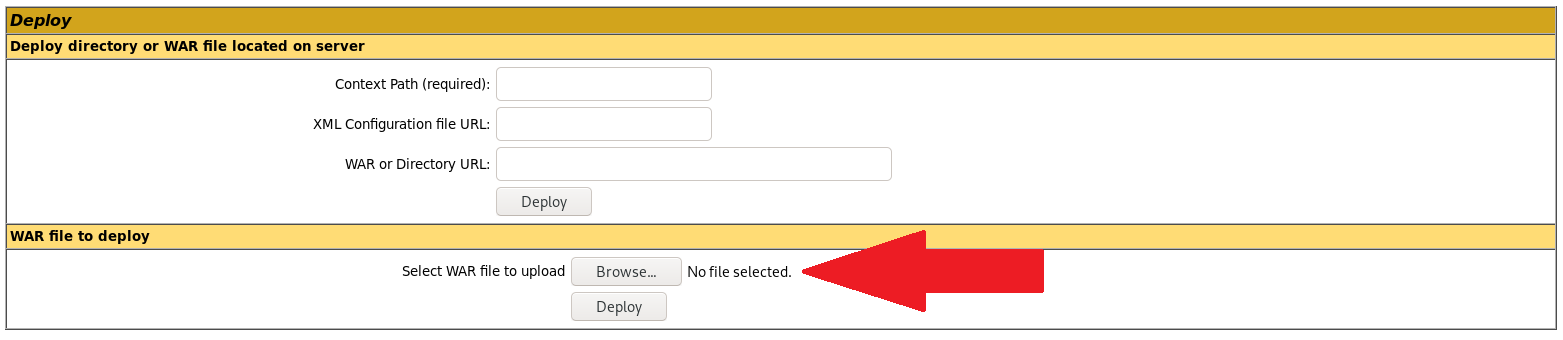 Deploy
Deploy directory or WAR file located on server
Context Path (required):
XML Configuration file URL:
WAR or Directory URL:
Deploy
WAR file to deploy
Select WAR file to upload Browse... No file selected.
Deploy